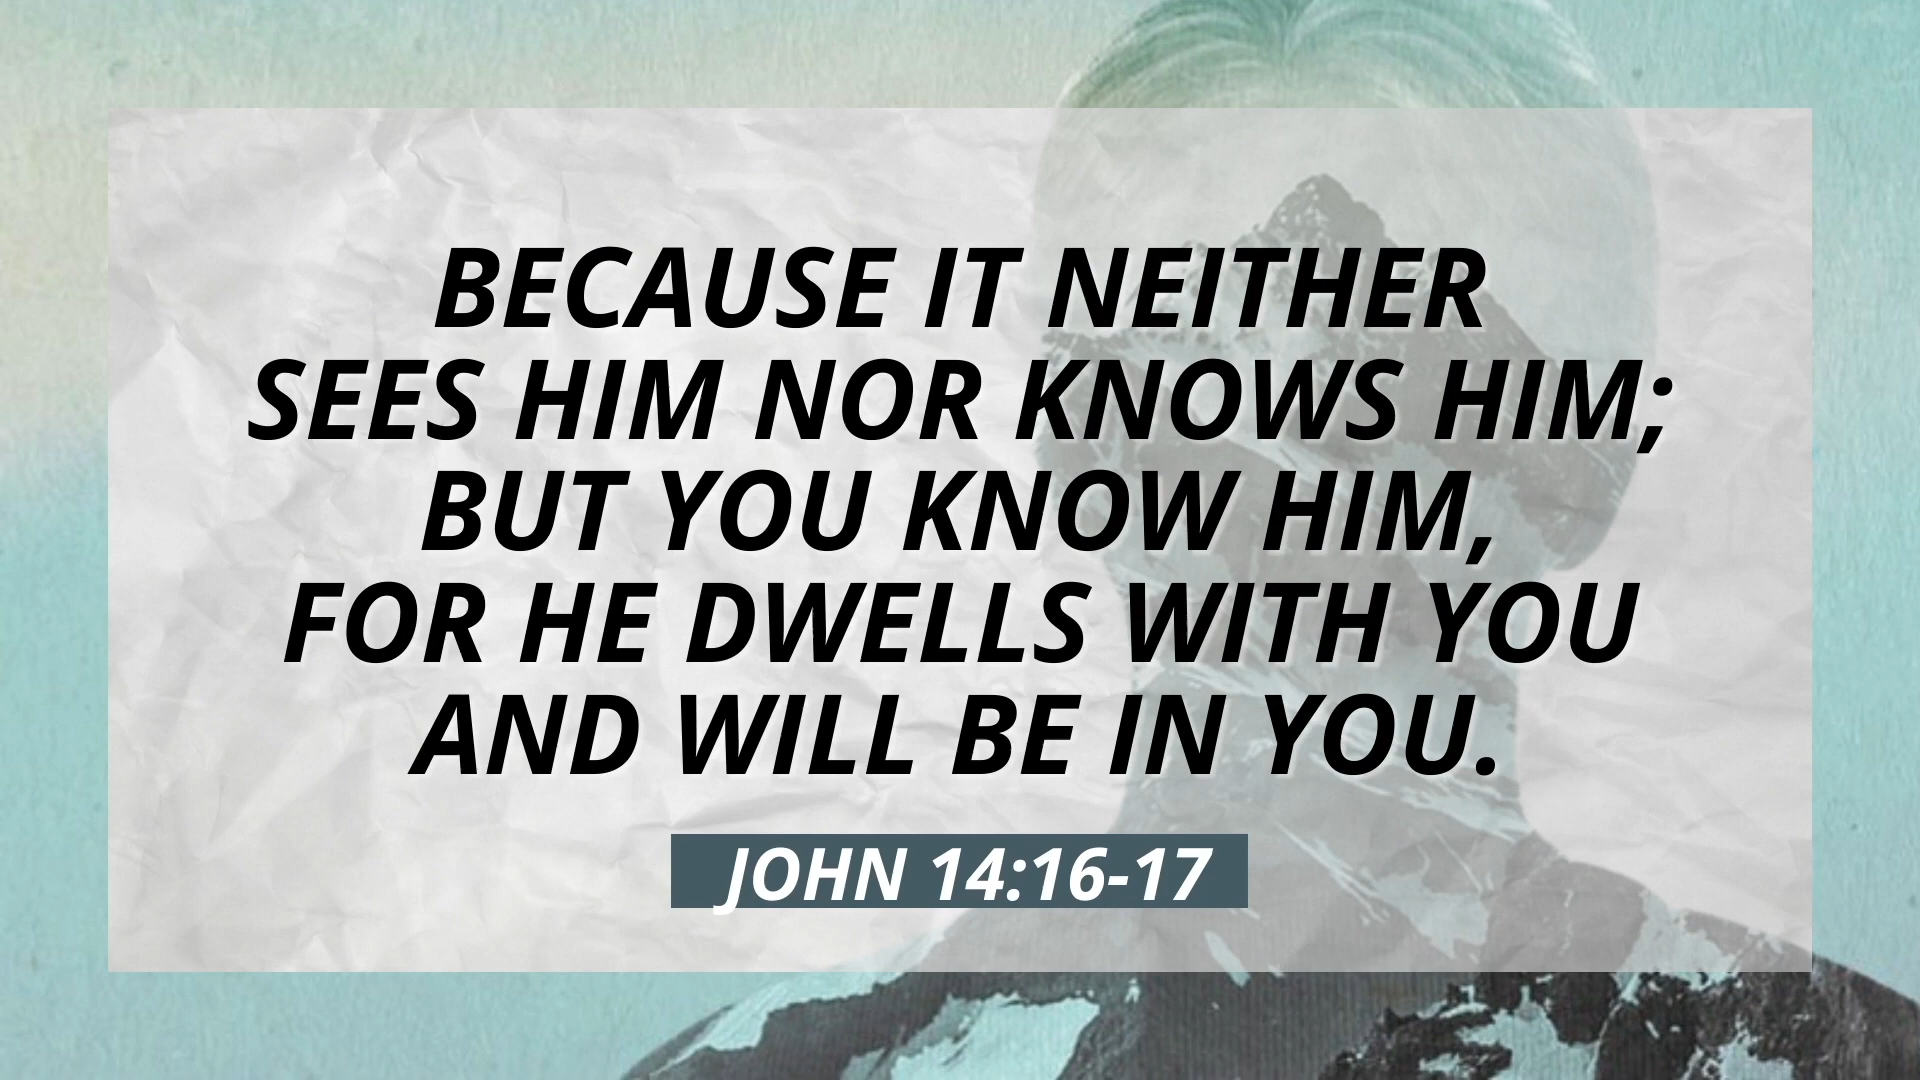 BECAUSE IT NEITHER
SEES HIM NOR KNOWS HIM;
BUT YOU KNOW HIM,
FOR HE DWELLS WITH YOU
AND WILL BE IN YOU.
JOHN 14:16-17